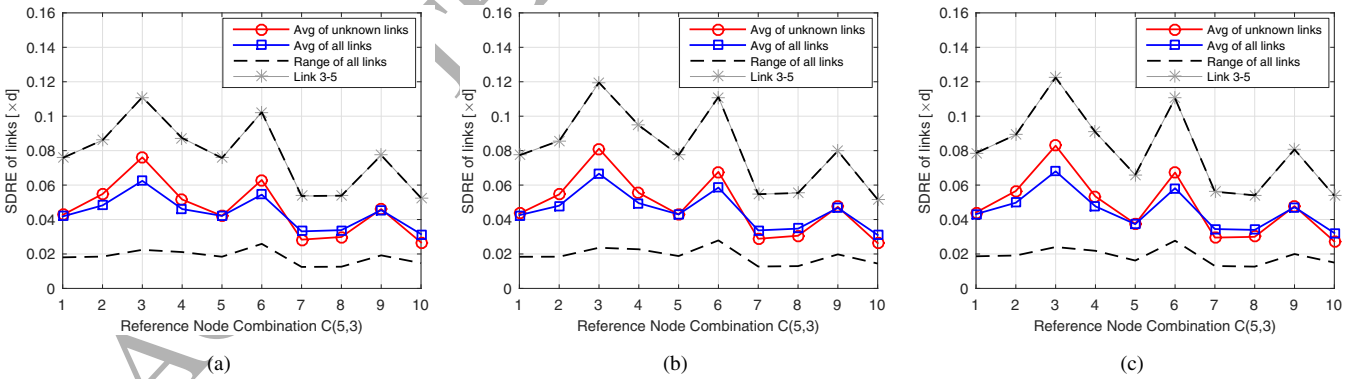 0.16
0.14
0.12
0.1
0.08
0.06
0.04
0.02
0
SDRE of links [×d]
Avg of unknown links
Avg of all links
Range of all links
Link 3-5
1 2 3 4 5 6 7 8 9 10
Reference Node Combination C(5,3)
(a)
0.16
0.14
0.12
0.1
0.08
0.06
0.04
0.02
0
SDRE of links [×d]
Avg of unknown links
Avg of all links
Range of all links
Link 3-5
1 2 3 4 5 6 7 8 9 10
Reference Node Combination C(5,3)
(b)
0.16
0.14
0.12
0.1
0.08
0.06
0.04
0.02
0
SDRE of links [×d]
Avg of unknown links
Avg of all links
Range of all links
Link 3-5
1 2 3 4 5 6 7 8 9 10
Reference Node Combination C(5,3)
(c)